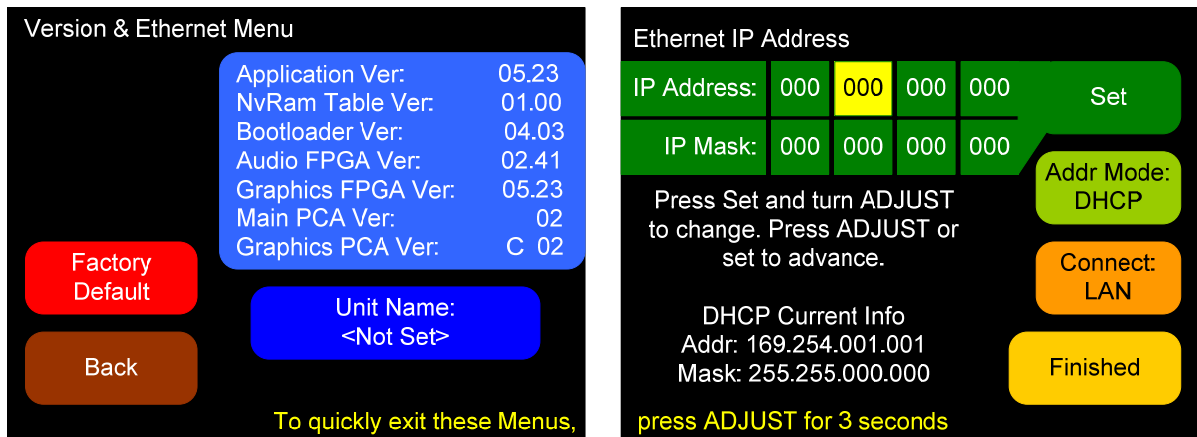 Version & Ethernet Menu
Application Ver: 05.23
NvRam Table Ver: 01.00
Bootloader Ver: 04.03
Audio FPGA Ver: 02.41
Graphics FPGA Ver: 05.23
Main PCA Ver: 02
Graphics PCA Ver: C 02
Factory
Default
Unit Name:
<Not Set>
Back
To quickly exit these Menus,
Ethernet IP Address
IP Address: 000 000 000 000
Set
IP Mask: 000 000 000 000
Addr Mode:
DHCP
Press Set and turn ADJUST
to change. Press ADJUST or
set to advance.
Connect:
LAN
DHCP Current Info
Addr: 169.254.001.001
Mask: 255.255.000.000
Finished
press ADJUST for 3 seconds